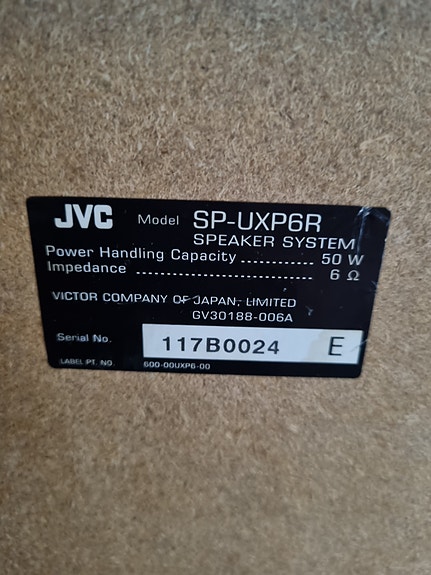 JVC Model SP-UXP6R
SPEAKER SYSTEM
Power Handling Capacity ............ 50 W
Impedance .............................. 6 Ω
VICTOR COMPANY OF JAPAN, LIMITED
GV30188-006A
Serial No. 117B0024 E
LABEL PT. NO. 600-00UXP6-00